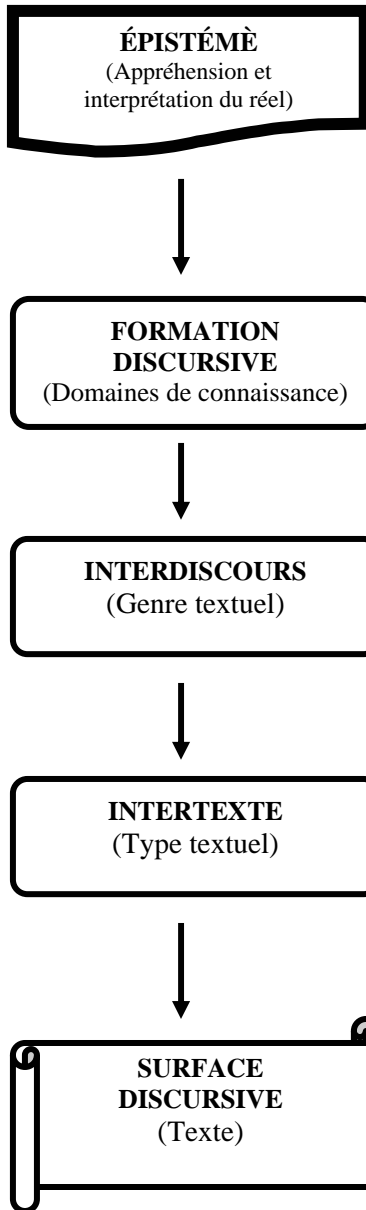 ÉPISTÉMÈ
(Appréhension et
interprétation du réel)
FORMATION
DISCURSIVE
(Domaines de connaissance)
INTERDISCOURS
(Genre textuel)
INTERTEXTE
(Type textuel)
SURFACE
DISCURSIVE
(Texte)